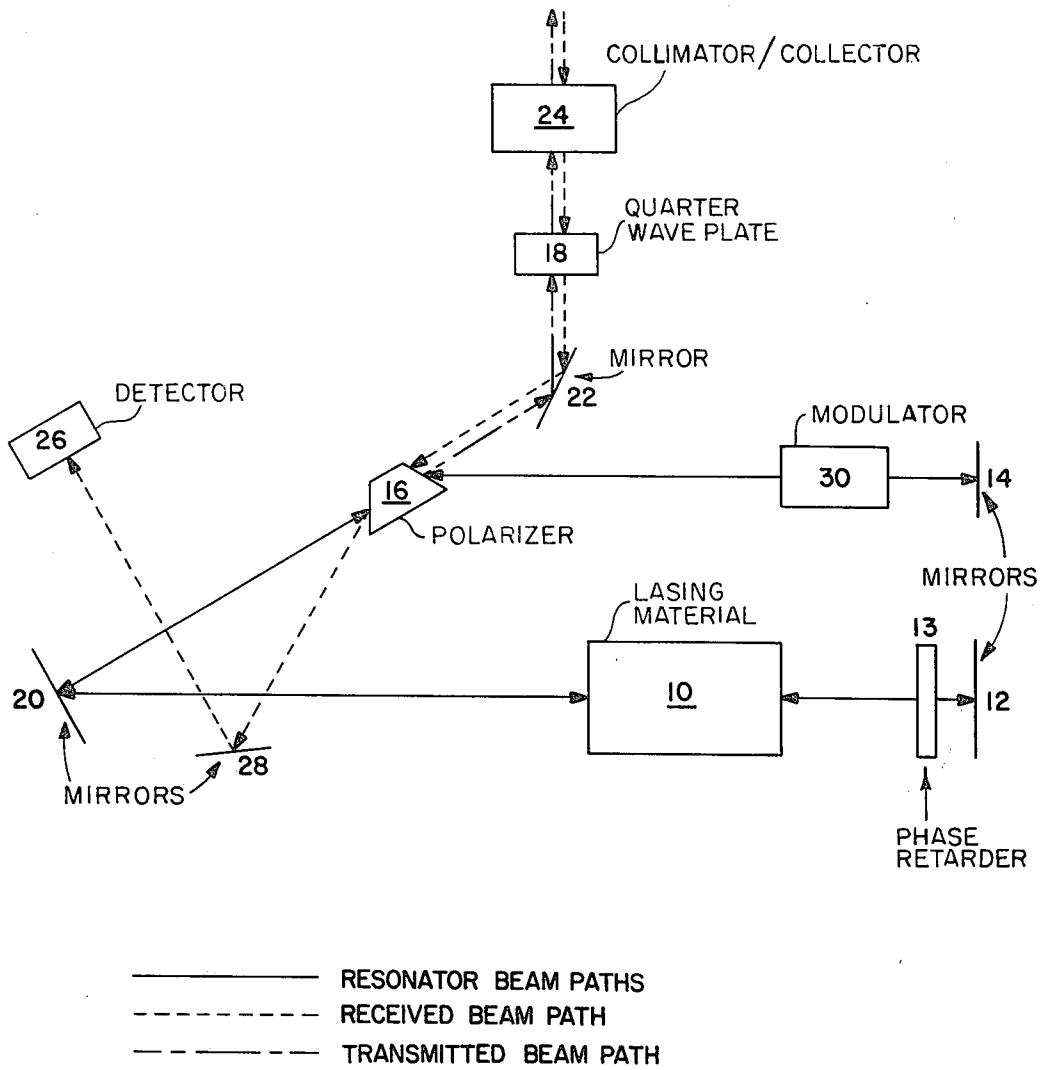 COLLIMATOR/COLLECTOR
24
QUARTER
WAVE PLATE
18
MIRROR
22
DETECTOR
26
MODULATOR
30
14
16
POLARIZER
MIRRORS
LASING
MATERIAL
13
10
12
20
28
MIRRORS
PHASE
RETARDER
RESONATOR BEAM PATHS
RECEIVED BEAM PATH
TRANSMITTED BEAM PATH